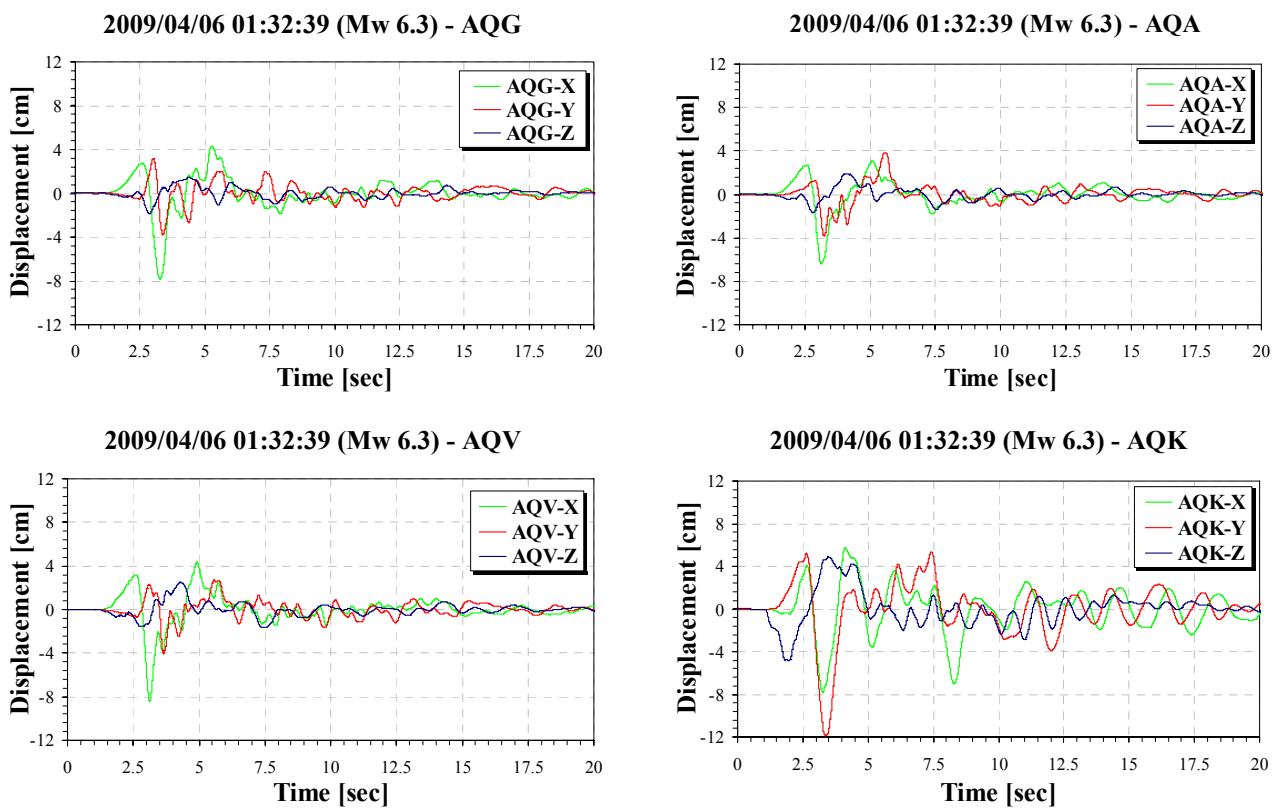 2009/04/06 01:32:39 (Mw 6.3) - AQG
Displacement [cm]
12
8
4
0
-4
-8
-12
AQG-X
AQG-Y
AQG-Z
0 2.5 5 7.5 10 12.5 15 17.5 20
Time [sec]
2009/04/06 01:32:39 (Mw 6.3) - AQA
Displacement [cm]
12
8
4
0
-4
-8
-12
AQA-X
AQA-Y
AQA-Z
0 2.5 5 7.5 10 12.5 15 17.5 20
Time [sec]
2009/04/06 01:32:39 (Mw 6.3) - AQV
Displacement [cm]
12
8
4
0
-4
-8
-12
AQV-X
AQV-Y
AQV-Z
0 2.5 5 7.5 10 12.5 15 17.5 20
Time [sec]
2009/04/06 01:32:39 (Mw 6.3) - AQK
Displacement [cm]
12
8
4
0
-4
-8
-12
AQK-X
AQK-Y
AQK-Z
0 2.5 5 7.5 10 12.5 15 17.5 20
Time [sec]